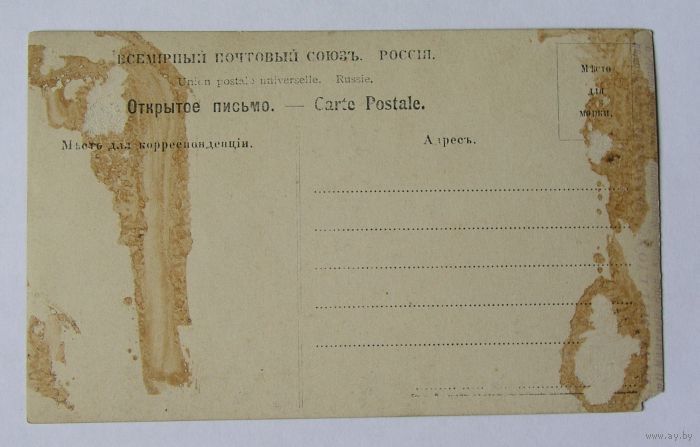 ВСЕМІРНЫЙ ПОЧТОВЫЙ СОЮЗЪ. РОССІЯ.
Union postale universelle. Russie.
Открытое письмо. — Carte Postale.
Мѣсто
для
марки.
Мѣсто для корреспонденціи.
Адресъ.
www.ay.by